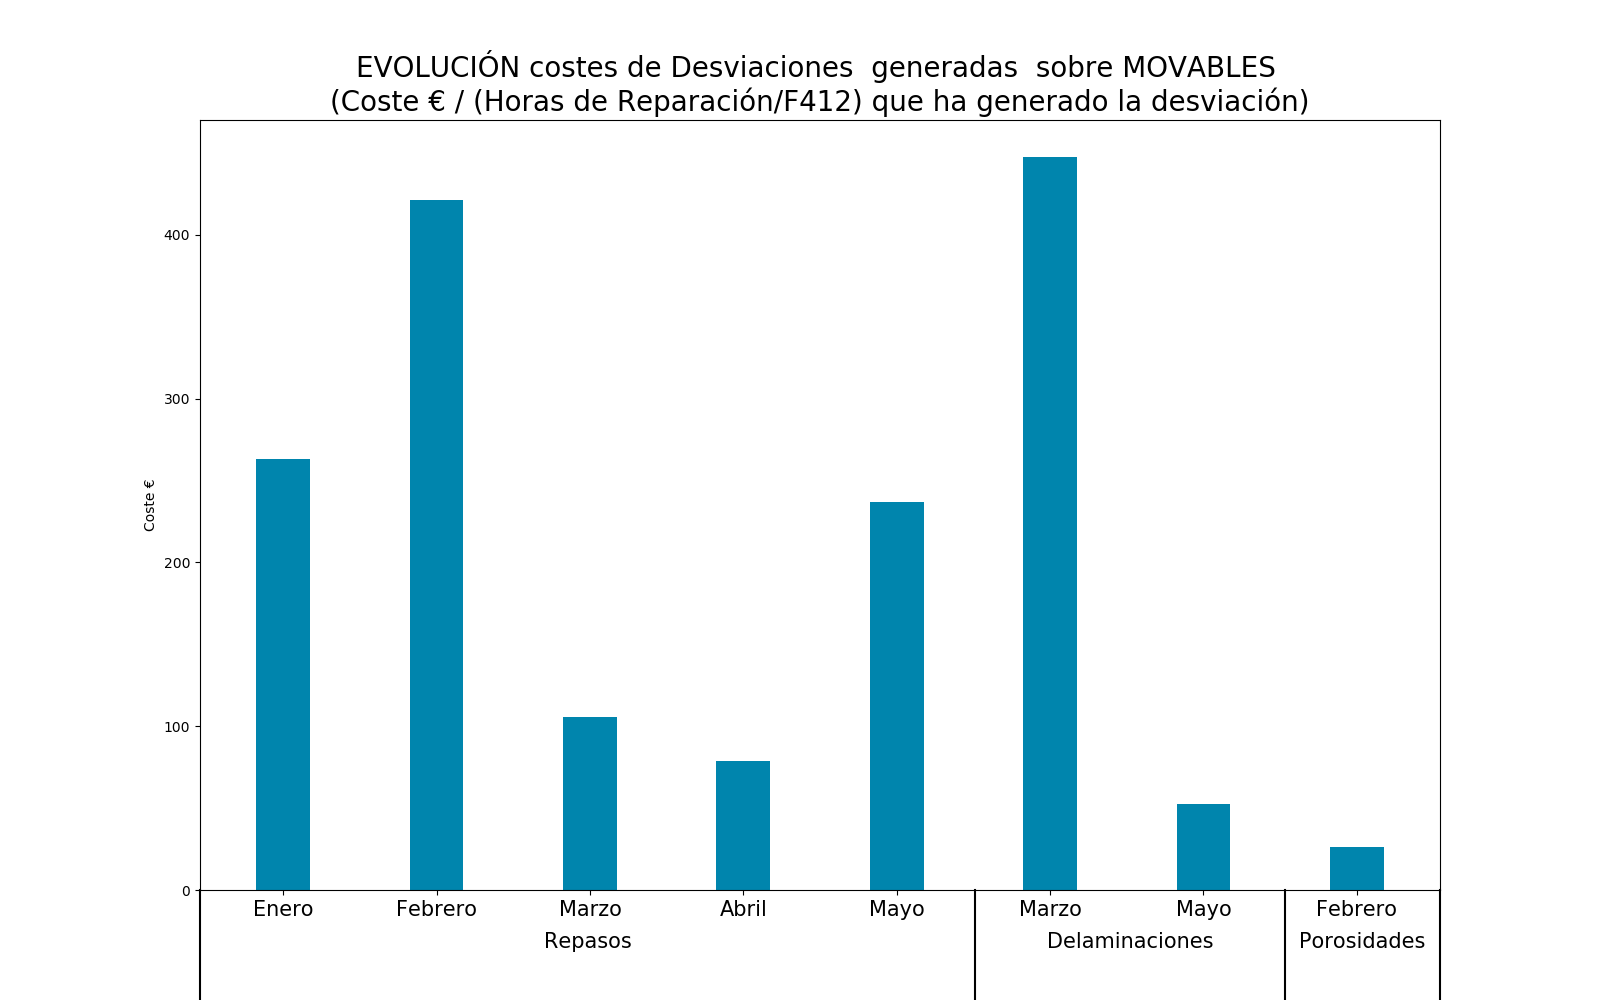 EVOLUCIÓN costes de Desviaciones  generadas  sobre MOVABLES
(Coste € / (Horas de Reparación/F412) que ha generado la desviación)
400
300
200
100
0
Coste €
Enero Febrero Marzo Abril Mayo Marzo Mayo Febrero
Repasos Delaminaciones Porosidades